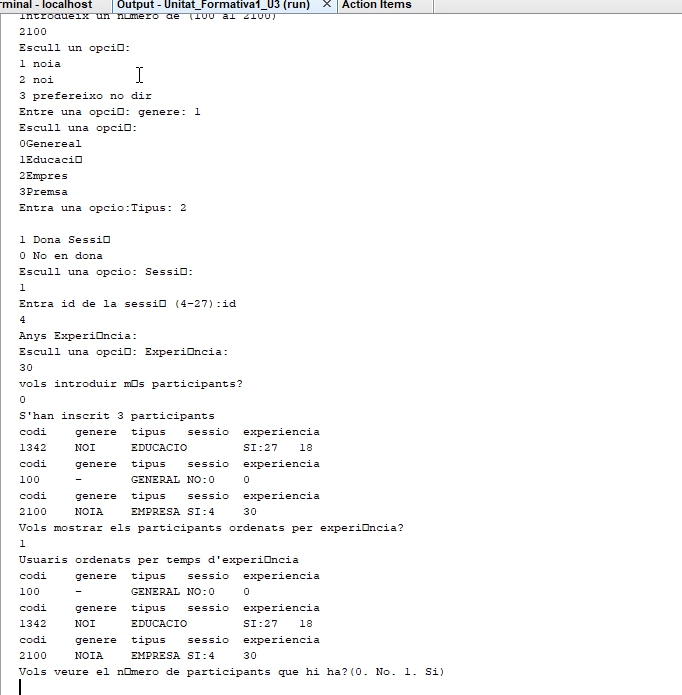 rminal - localhost Output - Unitat_Formativa1_U3 (run) × Action Items
Introdueix un n□mero de (100 al 2100)
2100
Escull un opci□:
1 noia
2 noi
3 prefereixo no dir
Entre una opci□: genere: 1
Escull una opci□:
0Genereal
1Educaci□
2Empres
3Premsa
Entra una opcio:Tipus: 2
1 Dona Sessi□
0 No en dona
Escull una opcio: Sessi□:
1
Entra id de la sessi□ (4-27):id
4
Anys Experi□ncia:
Escull una opci□: Experi□ncia:
30
vols introduir m□s participants?
0
S'han inscrit 3 participants
codi genere tipus sessio experiencia
1342 NOI EDUCACIO SI:27 18
codi genere tipus sessio experiencia
100 - GENERAL NO:0 0
codi genere tipus sessio experiencia
2100 NOIA EMPRESA SI:4 30
Vols mostrar els participants ordenats per experi□ncia?
1
Usuaris ordenats per temps d'experi□ncia
codi genere tipus sessio experiencia
100 - GENERAL NO:0 0
codi genere tipus sessio experiencia
1342 NOI EDUCACIO SI:27 18
codi genere tipus sessio experiencia
2100 NOIA EMPRESA SI:4 30
Vols veure el n□mero de participants que hi ha?(0. No. 1. Si)